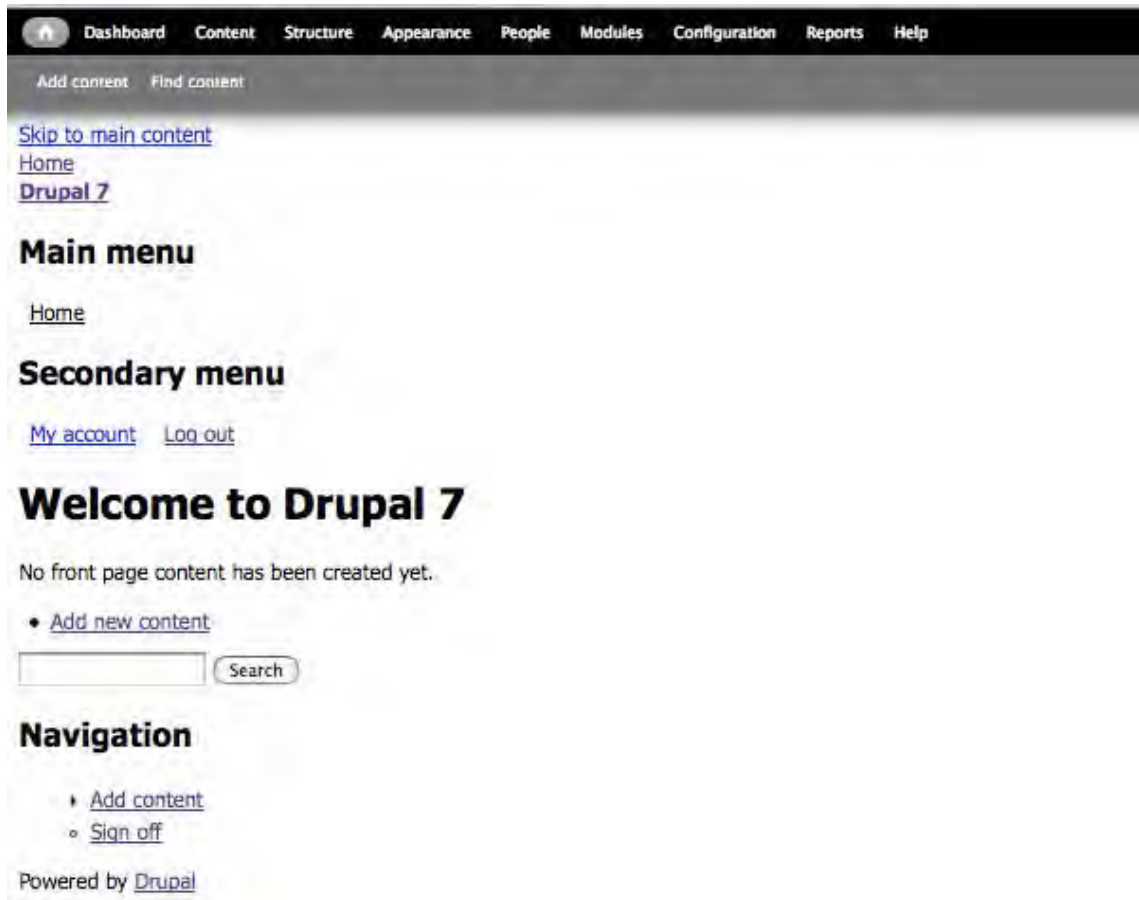 Dashboard Content Structure Appearance People Modules Configuration Reports Help
Add content Find content
Skip to main content
Home
Drupal 7
Main menu
Home
Secondary menu
My account Log out
Welcome to Drupal 7
No front page content has been created yet.
Add new content
Search
Navigation
Add content
Sign off
Powered by Drupal